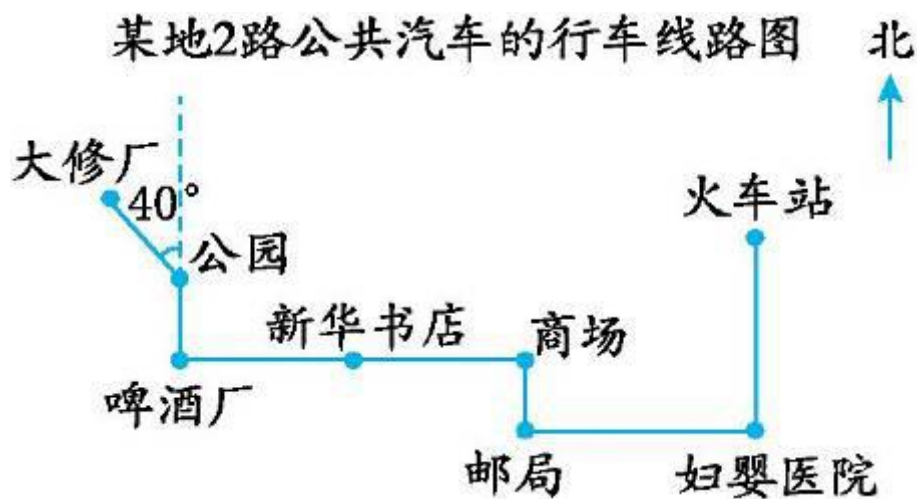 某地2路公共汽车的行车线路图
北
大修厂
40°
火车站
公园
新华书店
商场
啤酒厂
邮局
妇婴医院